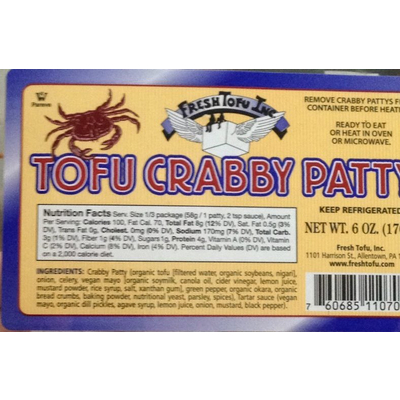 Pareve
FRESH TOFU INC.
REMOVE CRABBY PATTYS F
CONTAINER BEFORE HEATI
READY TO EAT
OR HEAT IN OVEN
OR MICROWAVE.
TOFU CRABBY PATTY
KEEP REFRIGERATED
NET WT. 6 OZ. (170
Nutrition Facts Serv. Size 1/3 package (58g / 1 patty, 2 tsp sauce), Amount
Per Serving: Calories 100, Fat Cal. 70, Total Fat 8g (12% DV), Sat. Fat 0.5g (3%
DV), Trans Fat 0g, Cholest. 0mg (0% DV), Sodium 170mg (7% DV), Total Carb.
3g (1% DV), Fiber 1g (4% DV), Sugars 1g, Protein 4g, Vitamin A (0% DV), Vitamin
C (2% DV), Calcium (8% DV), Iron (4% DV). Percent Daily Values (DV) are based
on a 2,000 calorie diet.
Fresh Tofu, Inc.
1101 Harrison St., Allentown, PA 1
www.freshtofu.com
INGREDIENTS: Crabby Patty (organic tofu [filtered water, organic soybeans, nigari],
onion, celery, vegan mayo (organic soymilk, canola oil, cider vinegar, lemon juice,
mustard powder, rice syrup, salt, xanthan gum), green pepper, organic okara, organic
bread crumbs, baking powder, nutritional yeast, parsley, spices), Tartar sauce (vegan
mayo, organic dill pickles, agave syrup, lemon juice, onion, mustard, black pepper).
7 60685 11070